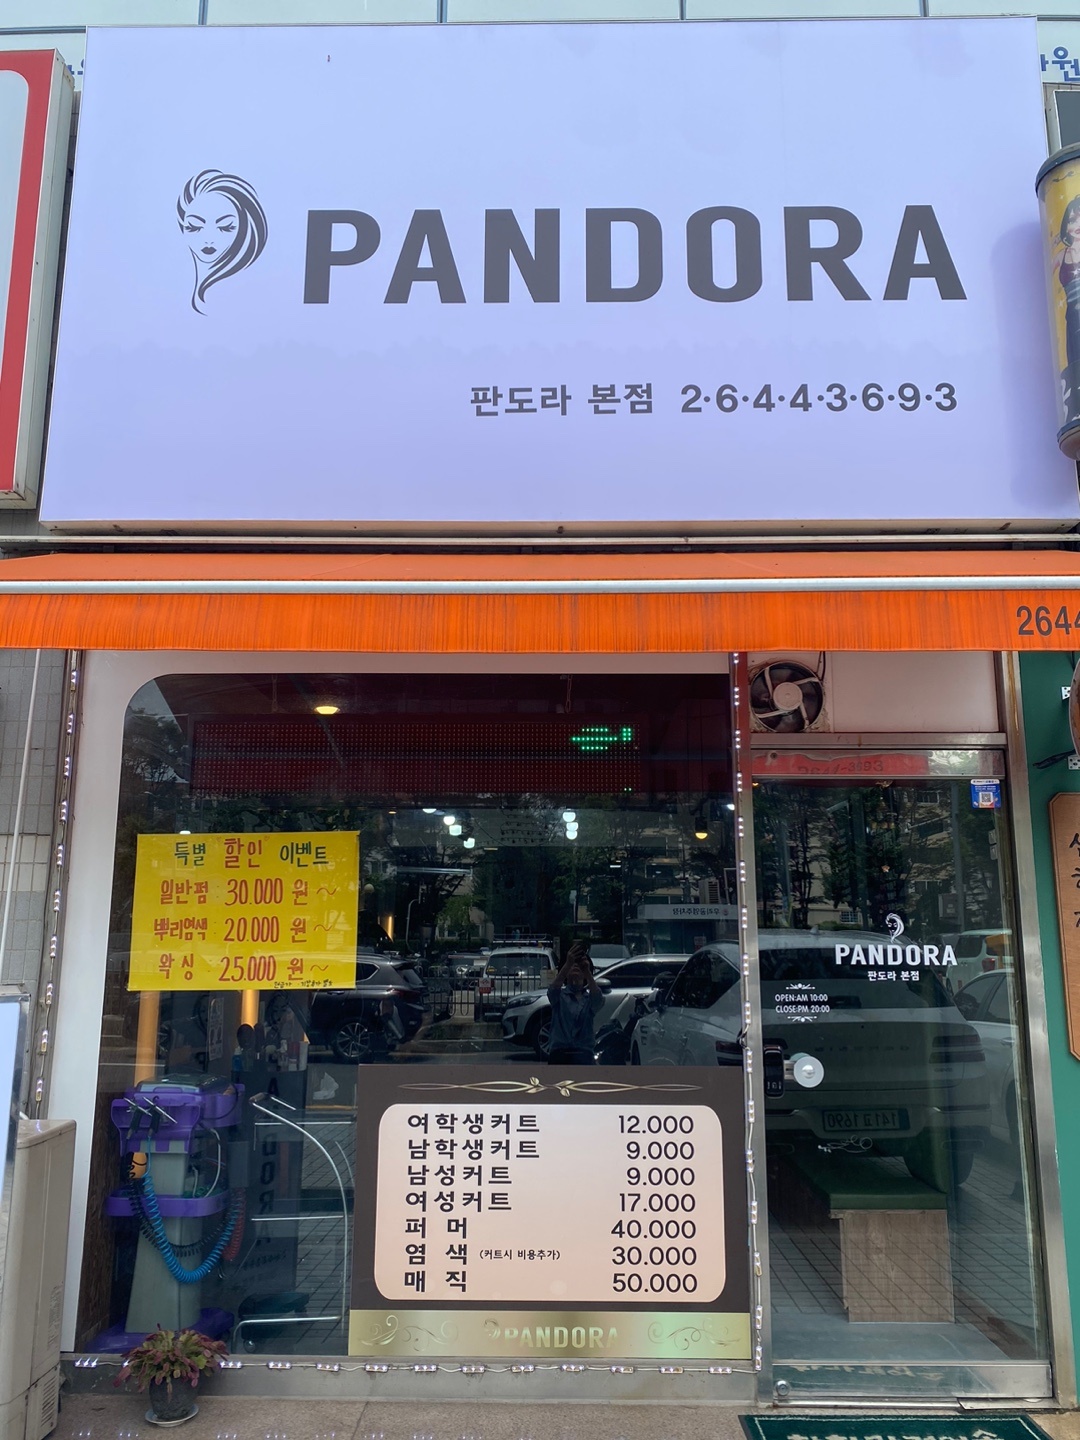 PANDORA
판도라 본점 2·6·4·4·3·6·9·3
264
특별 할인 이벤트
일반펌 30.000 원~
뿌리염색 20.000 원~
왁싱 25.000 원~
PANDORA
판도라 본점
OPEN:AM 10:00
CLOSE:PM 20:00
여학생커트 12.000
남학생커트 9.000
남성커트 9.000
여성커트 17.000
퍼 머 40.000
염 색 (커트시 비용추가) 30.000
매 직 50.000
PANDORA